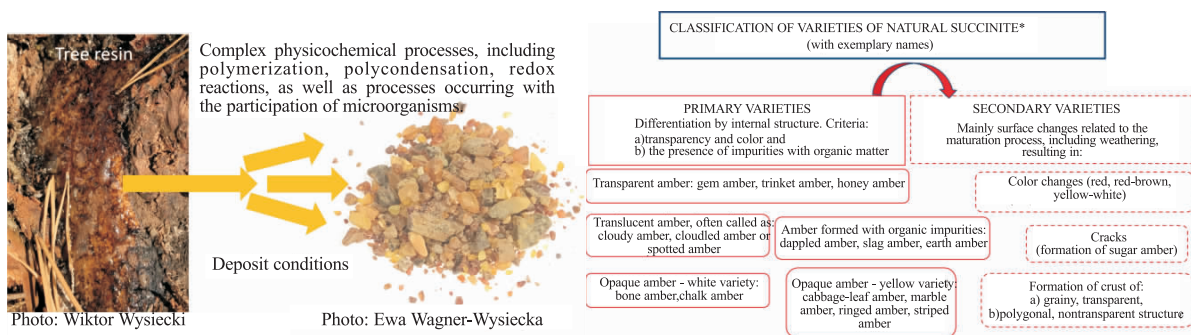 Tree resin
Complex physicochemical processes, including
polymerization, polycondensation, redox
reactions, as well as processes occurring with
the participation of microorganisms.
Deposit conditions
Photo: Wiktor Wysiecki
Photo: Ewa Wagner-Wysiecka
CLASSIFICATION OF VARIETIES OF NATURAL SUCCINITE*
(with exemplary names)
PRIMARY VARIETIES
Differentiation by internal structure. Criteria:
a)transparency and color and
b) the presence of impurities with organic matter
SECONDARY VARIETIES
Mainly surface changes related to the
maturation process, including weathering,
resulting in:
Transparent amber: gem amber, trinket amber, honey amber
Color changes (red, red-brown,
yellow-white)
Translucent amber, often called as:
cloudy amber, cloudled amber or
spotted amber
Amber formed with organic impurities:
dappled amber, slag amber, earth amber
Cracks
(formation of sugar amber)
Opaque amber - white variety:
bone amber,chalk amber
Opaque amber - yellow variety:
cabbage-leaf amber, marble
amber, ringed amber, striped
amber
Formation of crust of:
a) grainy, transparent,
b)polygonal, nontransparent structure